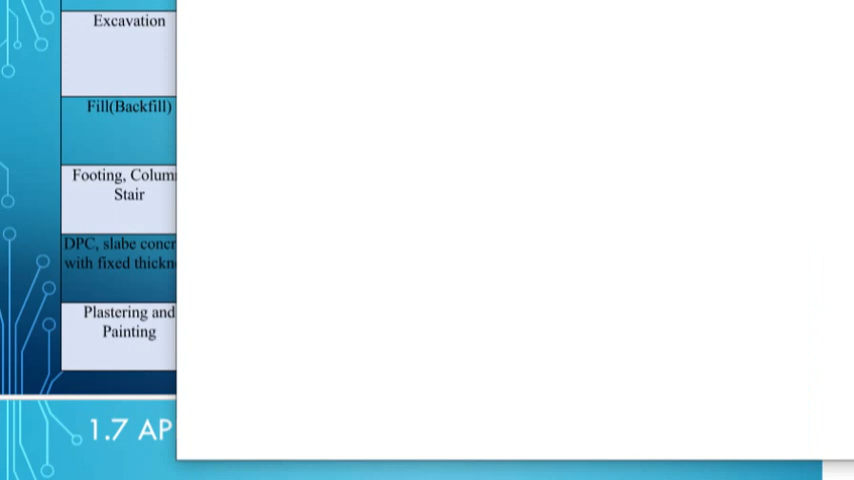 Excavation
Fill(Backfill)
Footing, Colum
Stair
DPC, slabe concr
with fixed thickn
Plastering and
Painting
1.7 AP